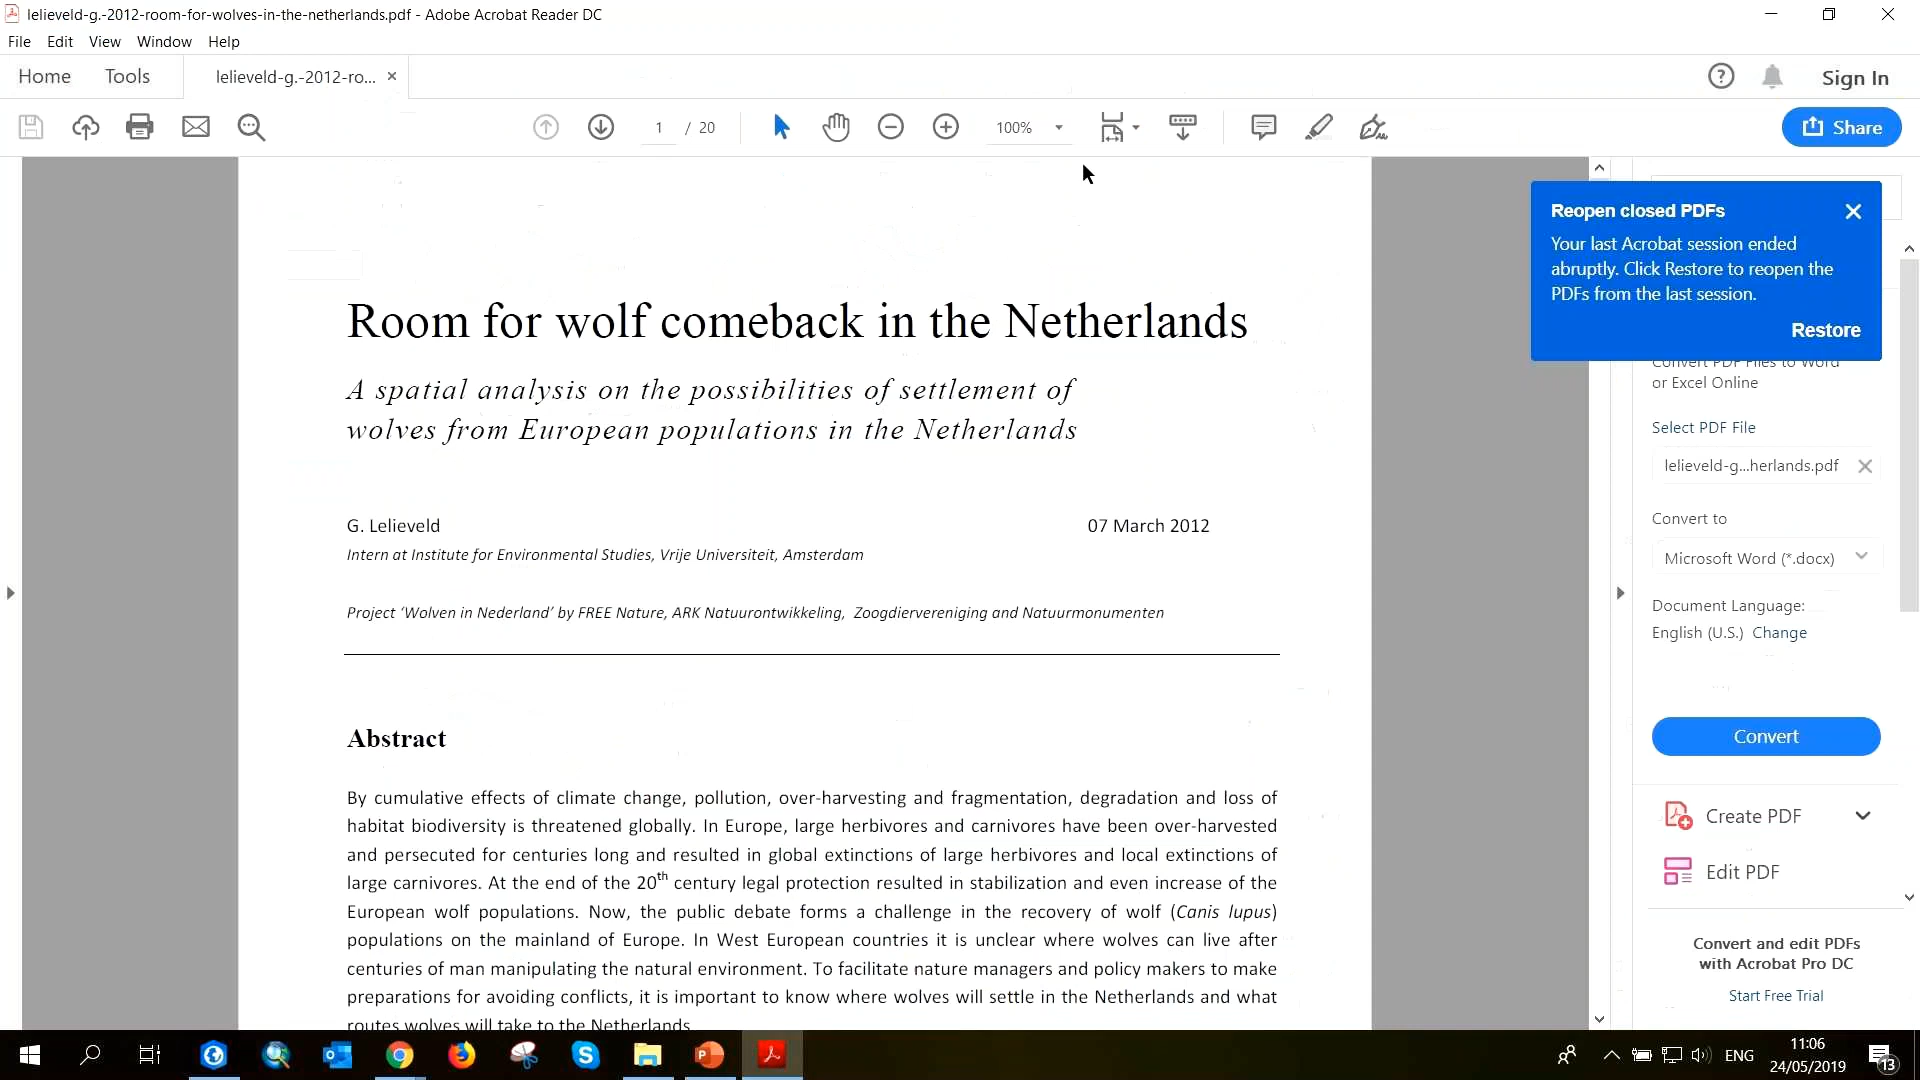 lelieveld-g.-2012-room-for-wolves-in-the-netherlands.pdf - Adobe Acrobat Reader DC
File Edit View Window Help
Home Tools lelieveld-g.-2012-ro... Sign In
1 / 20 100% Share
Reopen closed PDFs
Your last Acrobat session ended
abruptly. Click Restore to reopen the
PDFs from the last session.
Restore
Room for wolf comeback in the Netherlands
A spatial analysis on the possibilities of settlement of
wolves from European populations in the Netherlands
G. Lelieveld 07 March 2012
Intern at Institute for Environmental Studies, Vrije Universiteit, Amsterdam
Project ‘Wolven in Nederland’ by FREE Nature, ARK Natuurontwikkeling, Zoogdiervereniging and Natuurmonumenten
Abstract
By cumulative effects of climate change, pollution, over-harvesting and fragmentation, degradation and loss of
habitat biodiversity is threatened globally. In Europe, large herbivores and carnivores have been over-harvested
and persecuted for centuries long and resulted in global extinctions of large herbivores and local extinctions of
large carnivores. At the end of the 20th century legal protection resulted in stabilization and even increase of the
European wolf populations. Now, the public debate forms a challenge in the recovery of wolf (Canis lupus)
populations on the mainland of Europe. In West European countries it is unclear where wolves can live after
centuries of man manipulating the natural environment. To facilitate nature managers and policy makers to make
preparations for avoiding conflicts, it is important to know where wolves will settle in the Netherlands and what
routes wolves will take to the Netherlands.
Convert PDF Files to Word
or Excel Online
Select PDF File
lelieveld-g...herlands.pdf
Convert to
Microsoft Word (*.docx)
Document Language:
English (U.S.) Change
Convert
Create PDF
Edit PDF
Convert and edit PDFs
with Acrobat Pro DC
Start Free Trial
ENG
11:06
24/05/2019
13